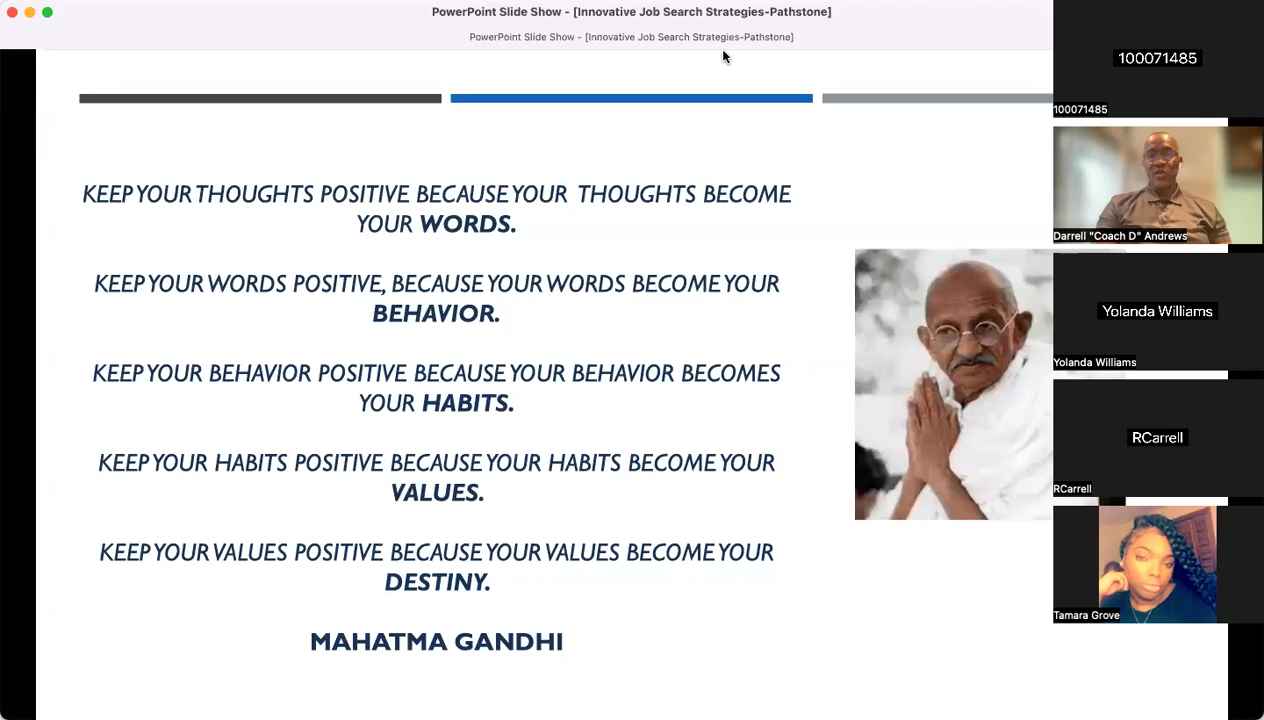 PowerPoint Slide Show - [Innovative Job Search Strategies-Pathstone]
PowerPoint Slide Show - [Innovative Job Search Strategies-Pathstone]
KEEP YOUR THOUGHTS POSITIVE BECAUSE YOUR THOUGHTS BECOME
YOUR WORDS.
KEEP YOUR WORDS POSITIVE, BECAUSE YOUR WORDS BECOME YOUR
BEHAVIOR.
KEEP YOUR BEHAVIOR POSITIVE BECAUSE YOUR BEHAVIOR BECOMES
YOUR HABITS.
KEEP YOUR HABITS POSITIVE BECAUSE YOUR HABITS BECOME YOUR
VALUES.
KEEP YOUR VALUES POSITIVE BECAUSE YOUR VALUES BECOME YOUR
DESTINY.
MAHATMA GANDHI
100071485
100071485
Darrell "Coach D" Andrews
Yolanda Williams
Yolanda Williams
RCarrell
RCarrell
Tamara Grove